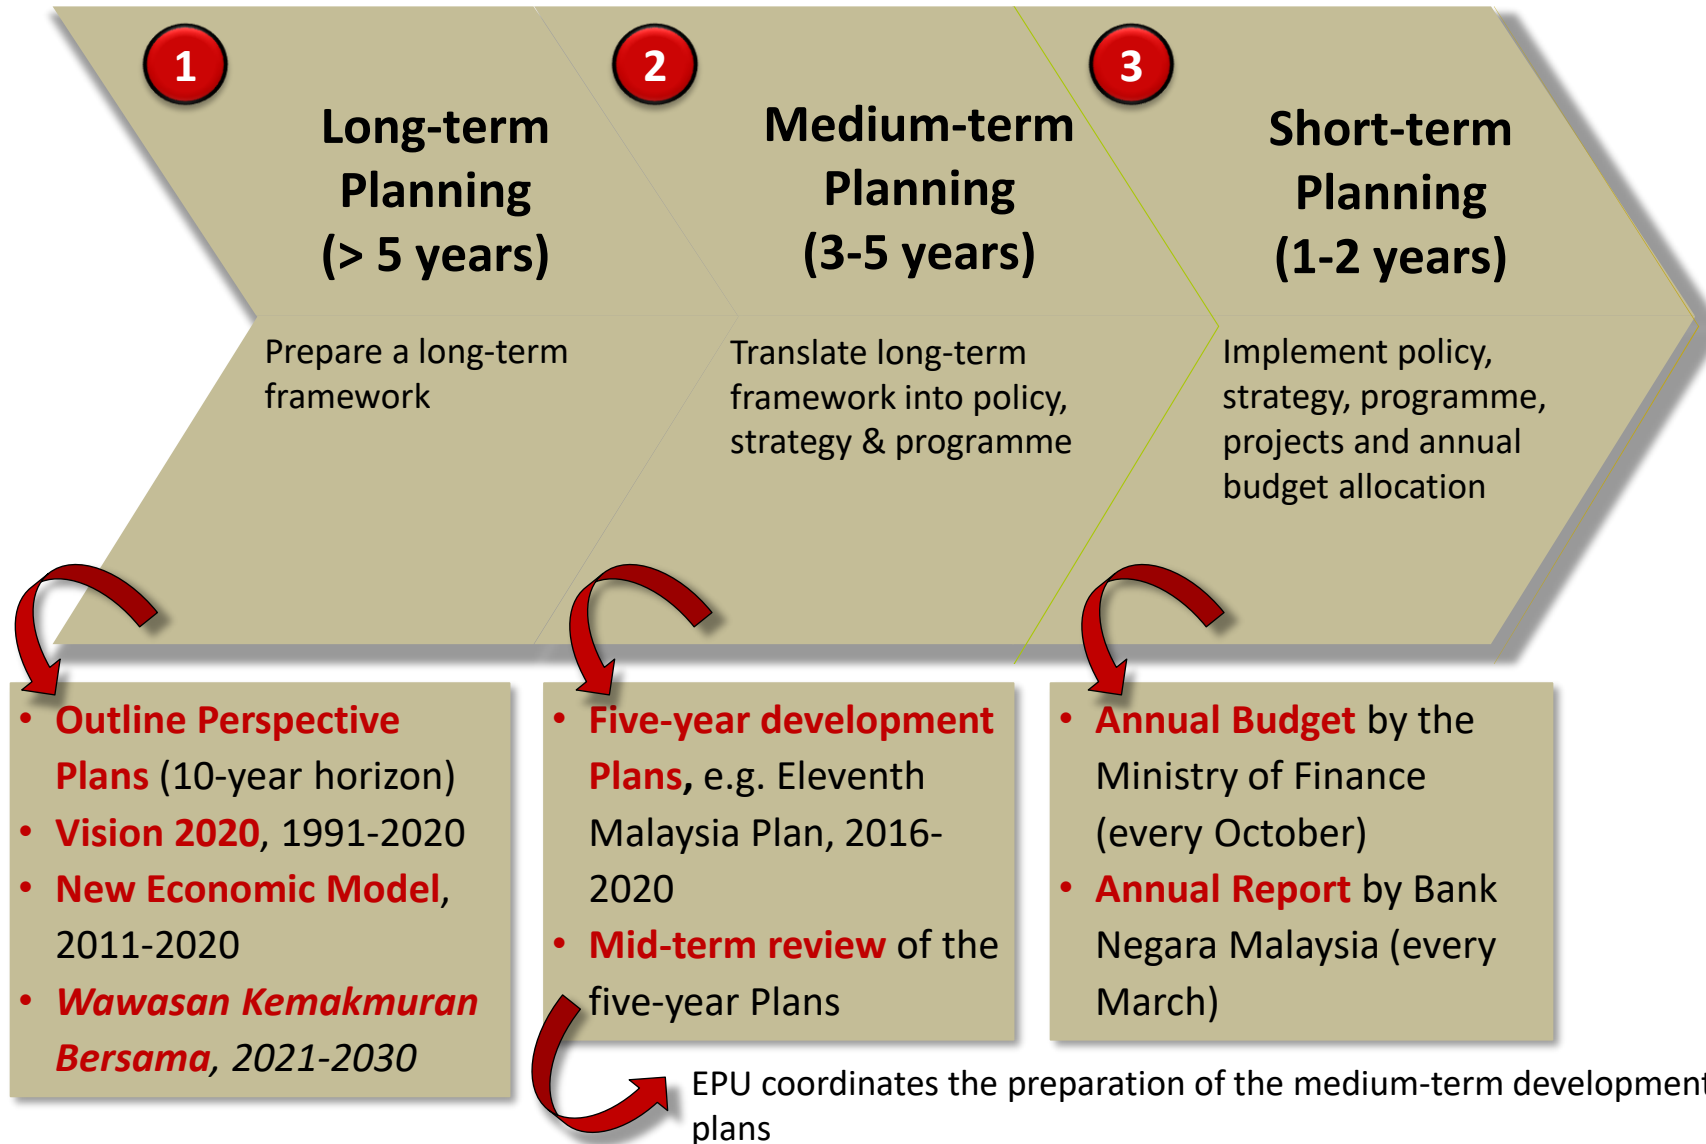 1
Long-term
Planning
(> 5 years)
Prepare a long-term
framework
2
Medium-term
Planning
(3-5 years)
Translate long-term
framework into policy,
strategy & programme
3
Short-term
Planning
(1-2 years)
Implement policy,
strategy, programme,
projects and annual
budget allocation
• Outline Perspective
Plans (10-year horizon)
• Vision 2020, 1991-2020
• New Economic Model,
2011-2020
• Wawasan Kemakmuran
Bersama, 2021-2030
• Five-year development
Plans, e.g. Eleventh
Malaysia Plan, 2016-
2020
• Mid-term review of the
five-year Plans
• Annual Budget by the
Ministry of Finance
(every October)
• Annual Report by Bank
Negara Malaysia (every
March)
EPU coordinates the preparation of the medium-term development
plans